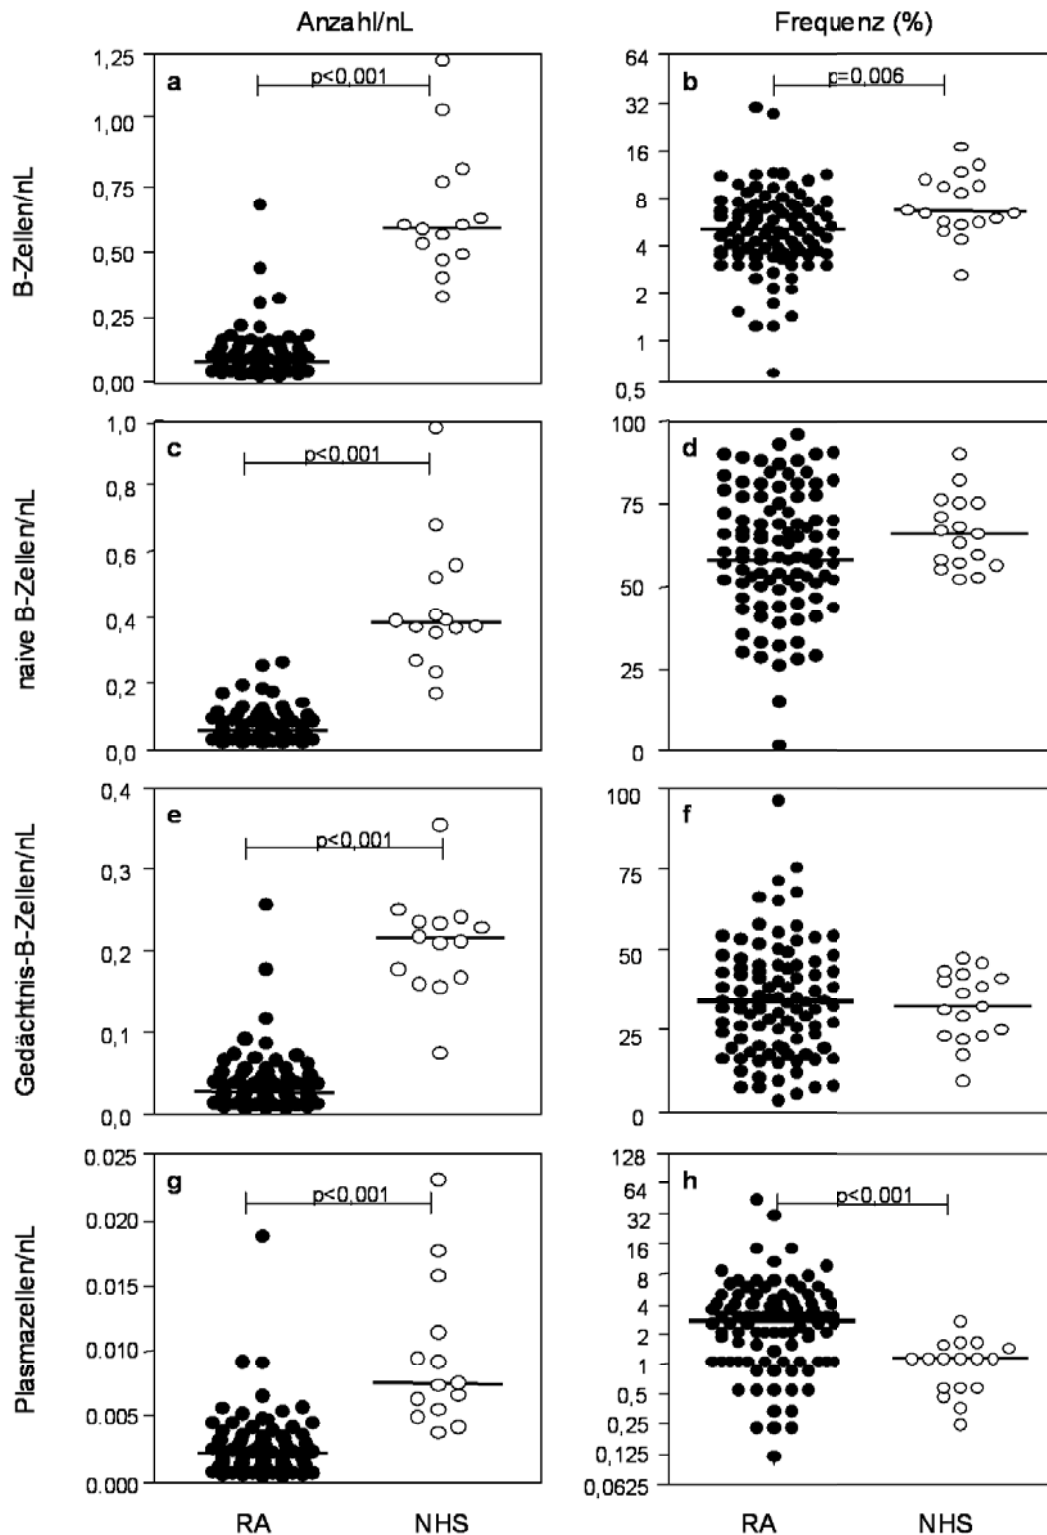 Anzahl/nL
Frequenz (%)
B-Zellen/nL
1,25
1,00
0,75
0,50
0,25
0,00
a
p<0,001
64
32
16
8
4
2
1
0,5
b
p=0,006
naive B-Zellen/nL
1,0
0,8
0,6
0,4
0,2
0,0
c
p<0,001
100
75
50
25
0
d
Gedächtnis-B-Zellen/nL
0,4
0,3
0,2
0,1
0,0
e
p<0,001
100
75
50
25
0
f
Plasmazellen/nL
0.025
0.020
0.015
0.010
0.005
0.000
g
p<0,001
128
64
32
16
8
4
2
1
0,5
0,25
0,125
0,0625
h
p<0,001
RA
NHS
RA
NHS